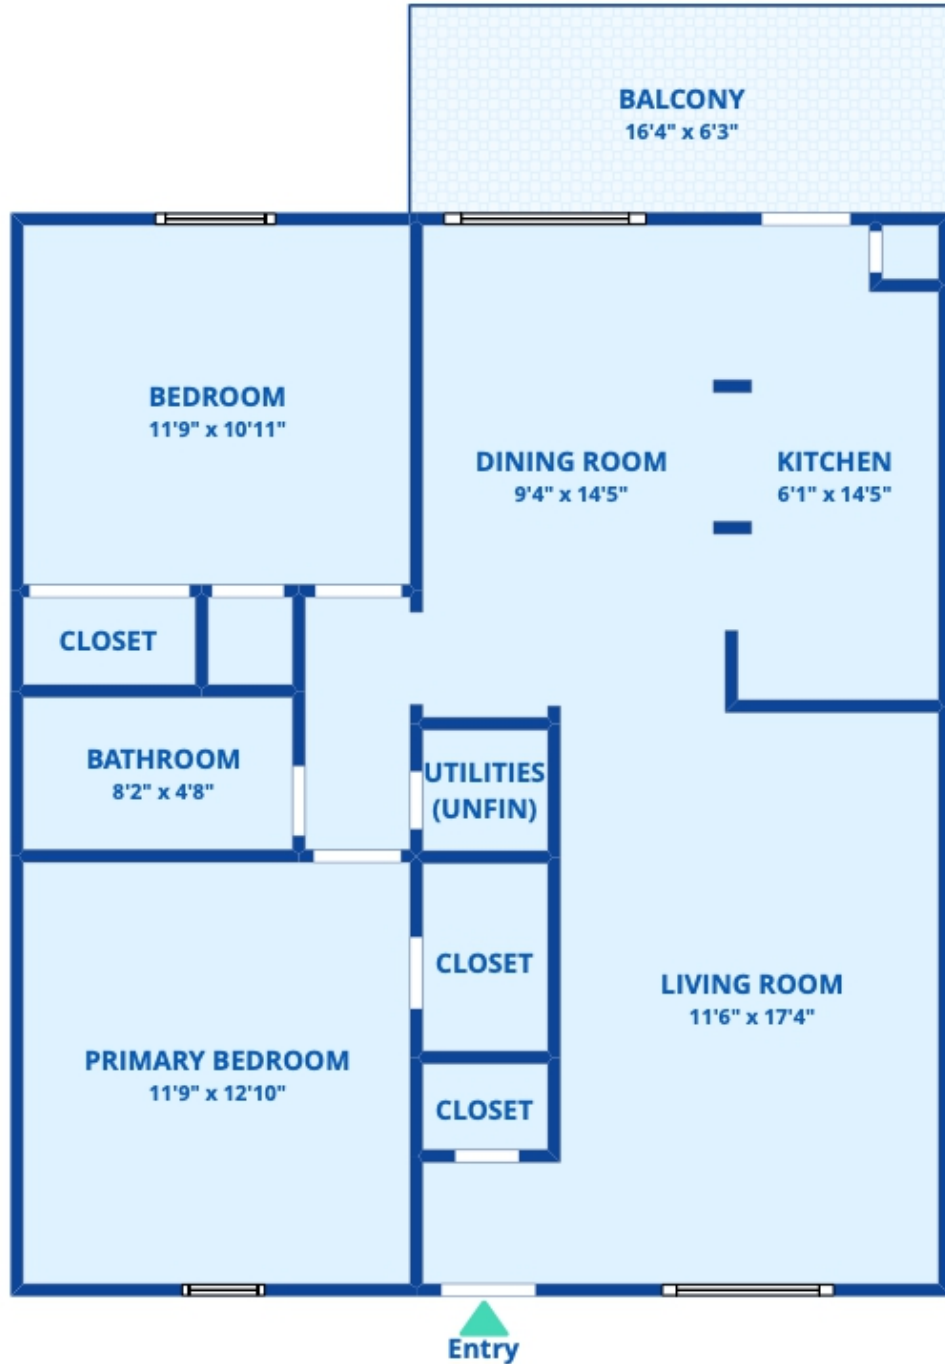 BALCONY
16'4" x 6'3"
BEDROOM
11'9" x 10'11"
DINING ROOM
9'4" x 14'5"
KITCHEN
6'1" x 14'5"
CLOSET
BATHROOM
8'2" x 4'8"
UTILITIES
(UNFIN)
CLOSET
LIVING ROOM
11'6" x 17'4"
PRIMARY BEDROOM
11'9" x 12'10"
CLOSET
Entry